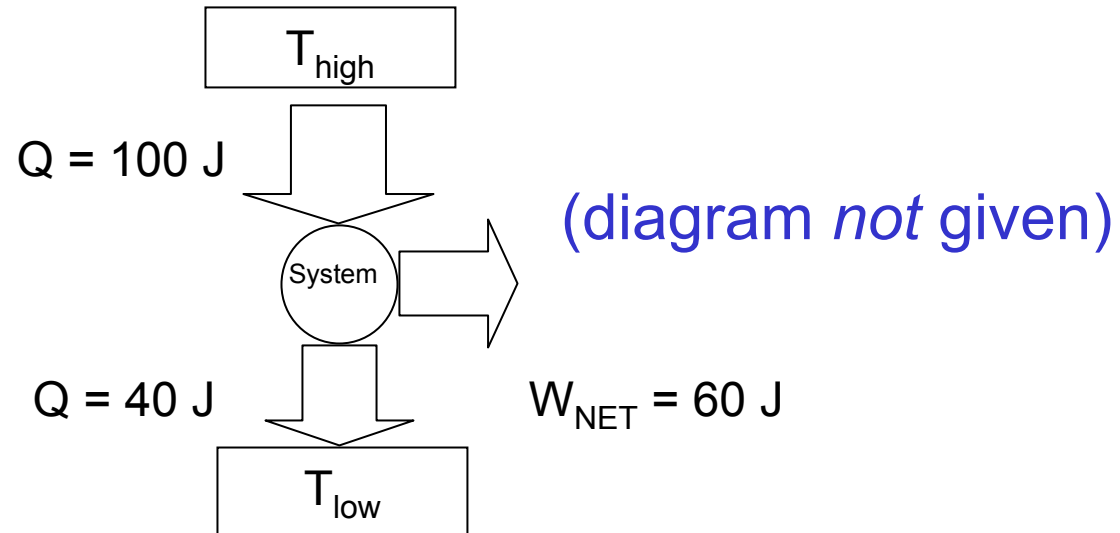 T_high
Q = 100 J
(diagram not given)
System
Q = 40 J
W_NET = 60 J
T_low